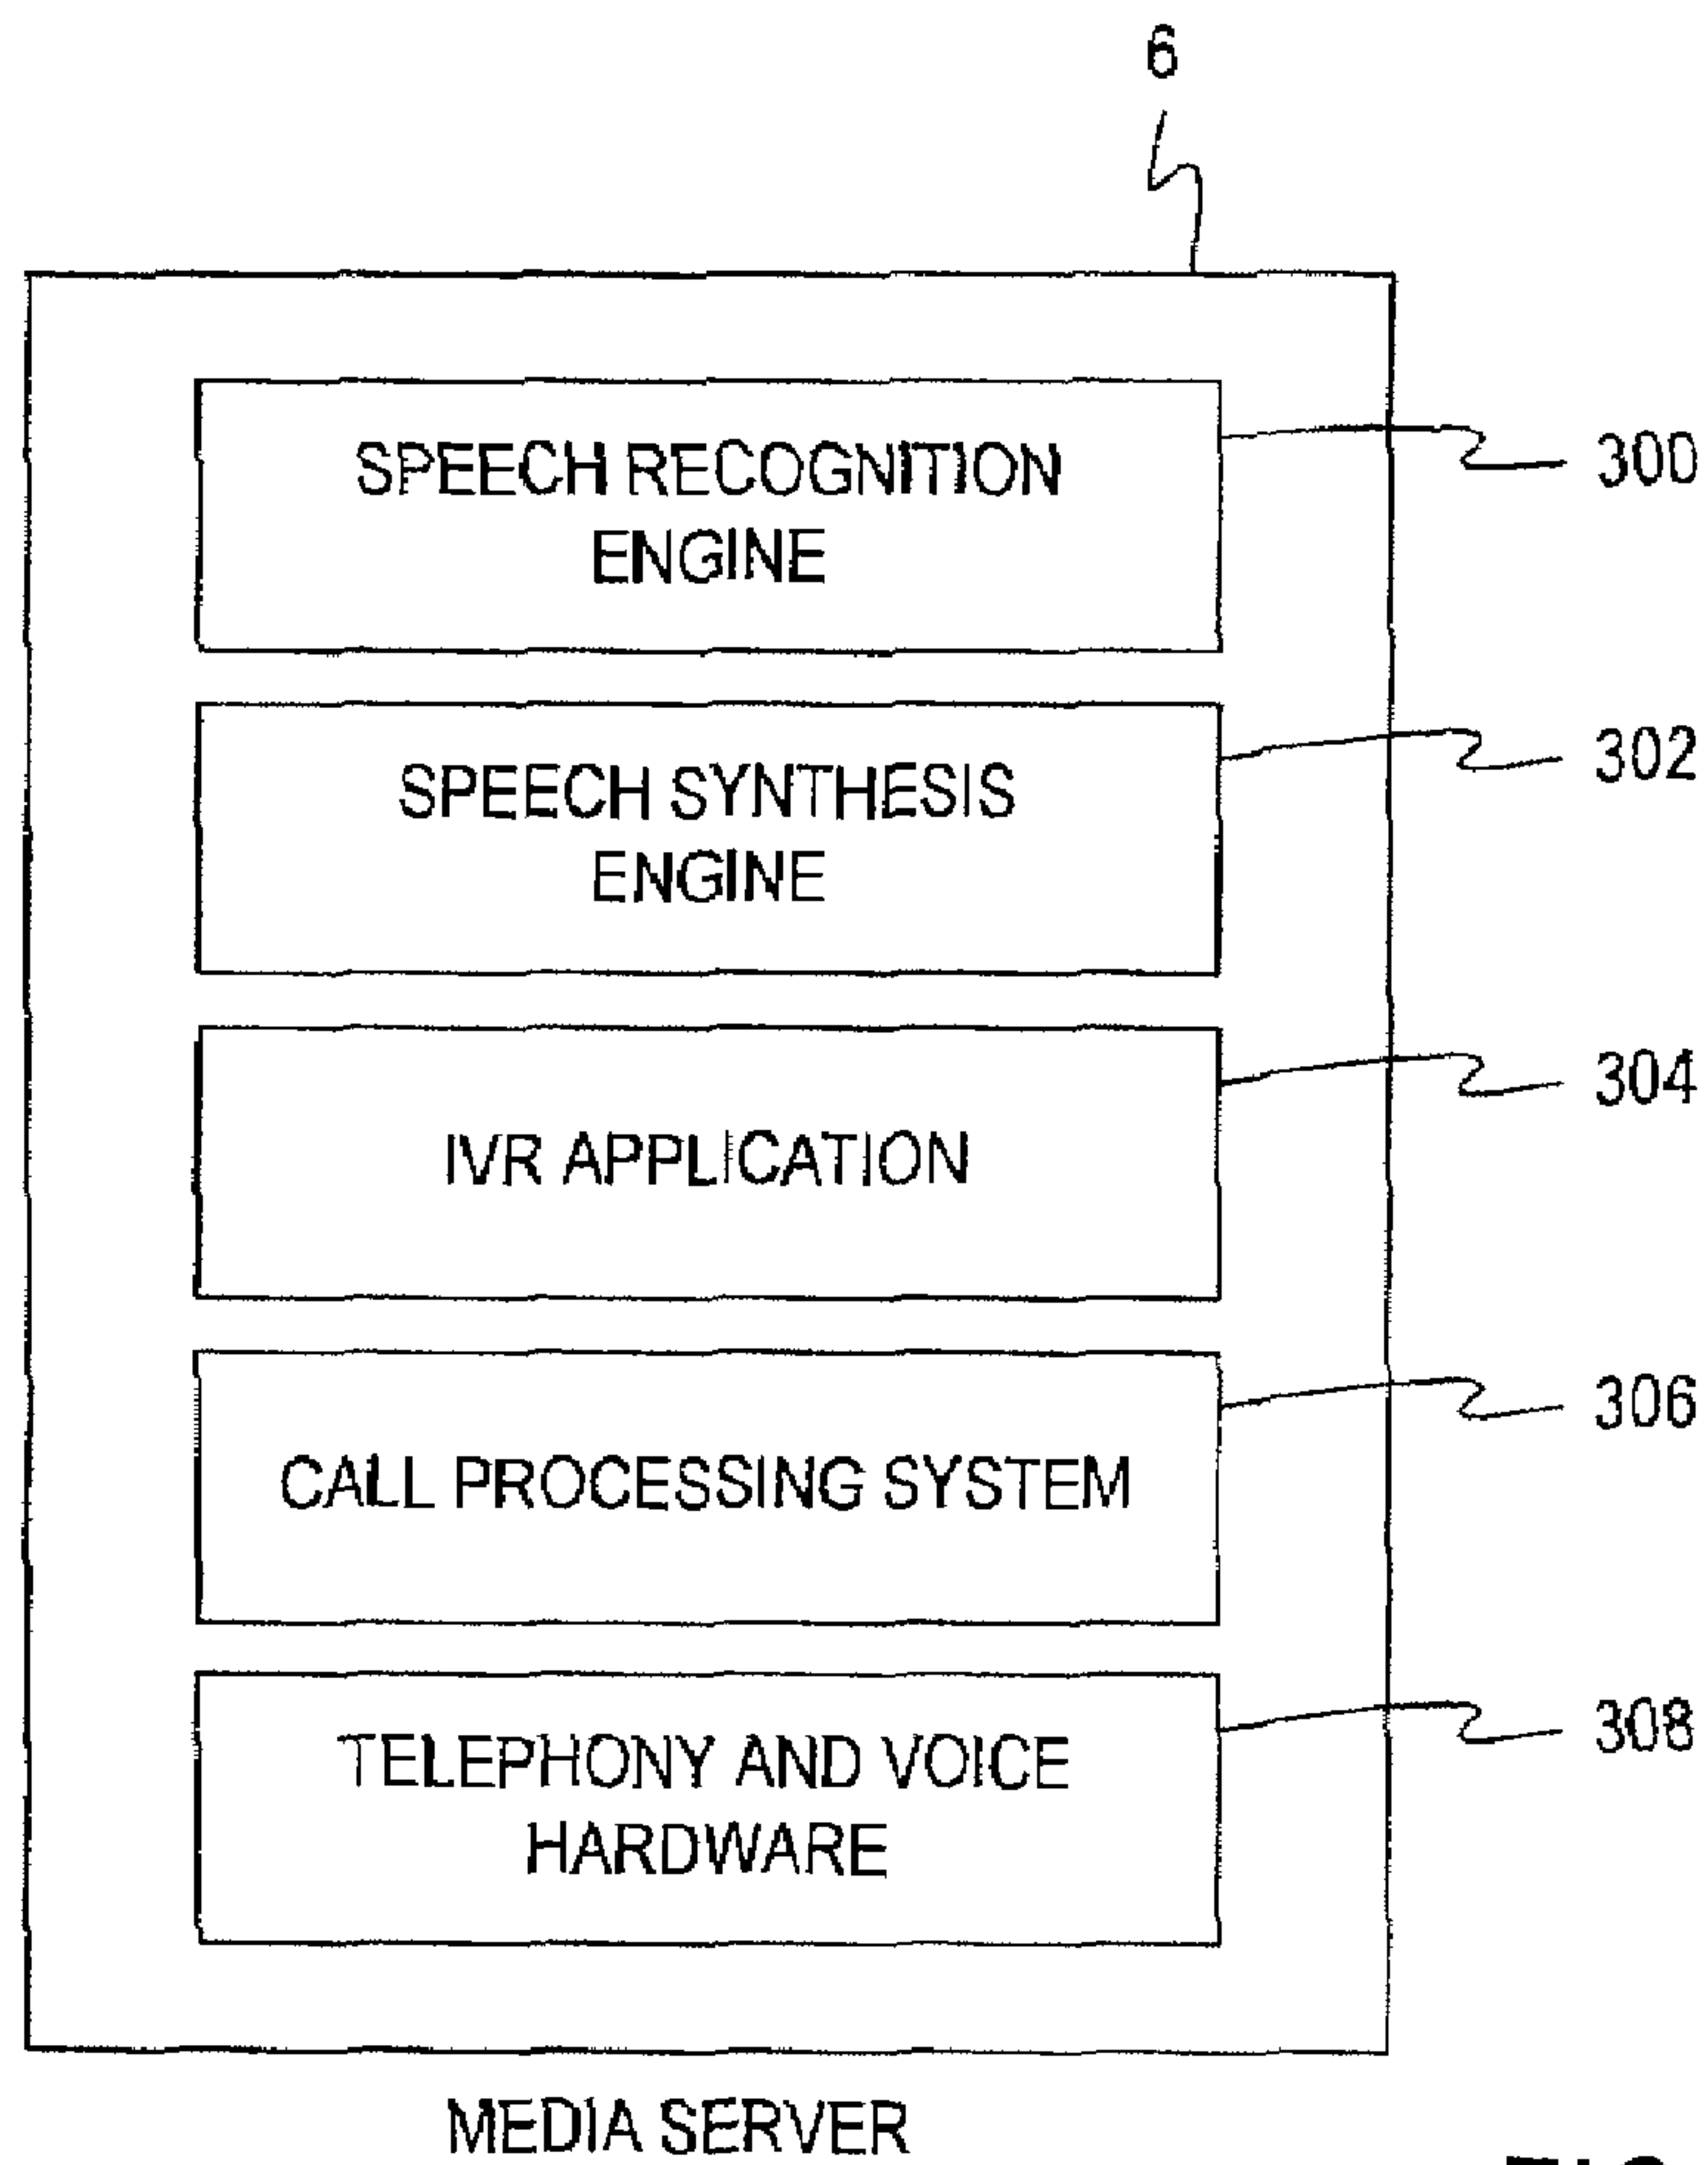 6
SPEECH RECOGNITION
ENGINE
300
SPEECH SYNTHESIS
ENGINE
302
IVR APPLICATION
304
CALL PROCESSING SYSTEM
306
TELEPHONY AND VOICE
HARDWARE
308
MEDIA SERVER